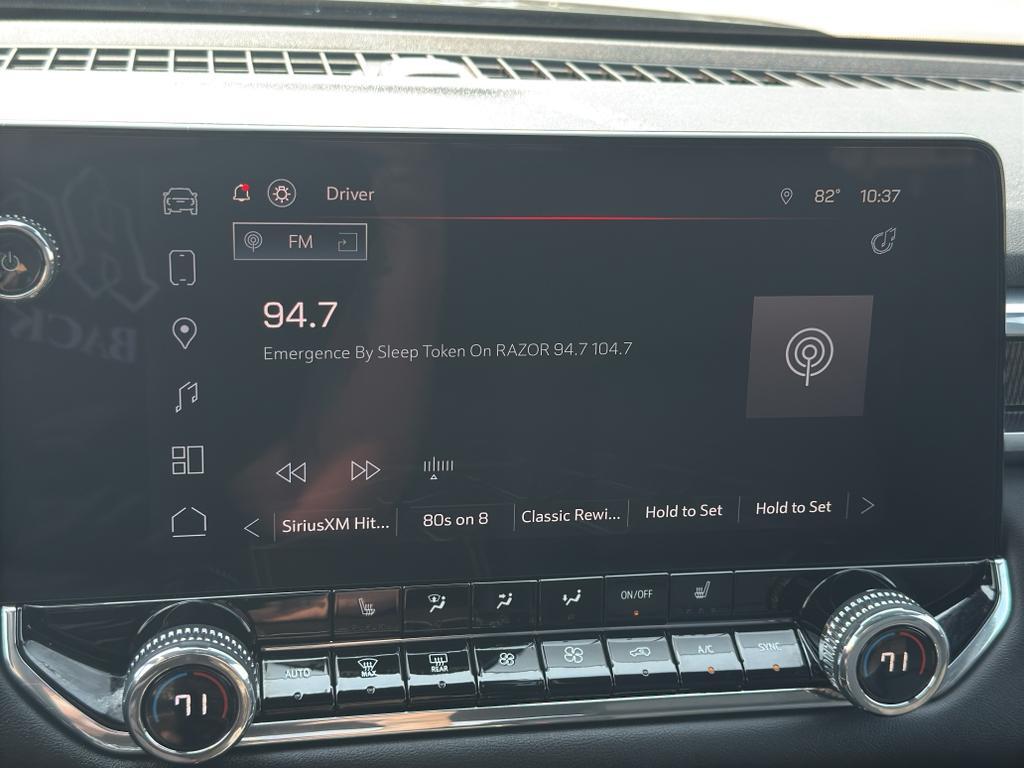 Driver
82° 10:37
FM
94.7
Emergence By Sleep Token On RAZOR 94.7 104.7
SiriusXM Hit... 80s on 8 Classic Rewi... Hold to Set Hold to Set
ON/OFF
AUTO MAX REAR A/C SYNC
71 71
BACK